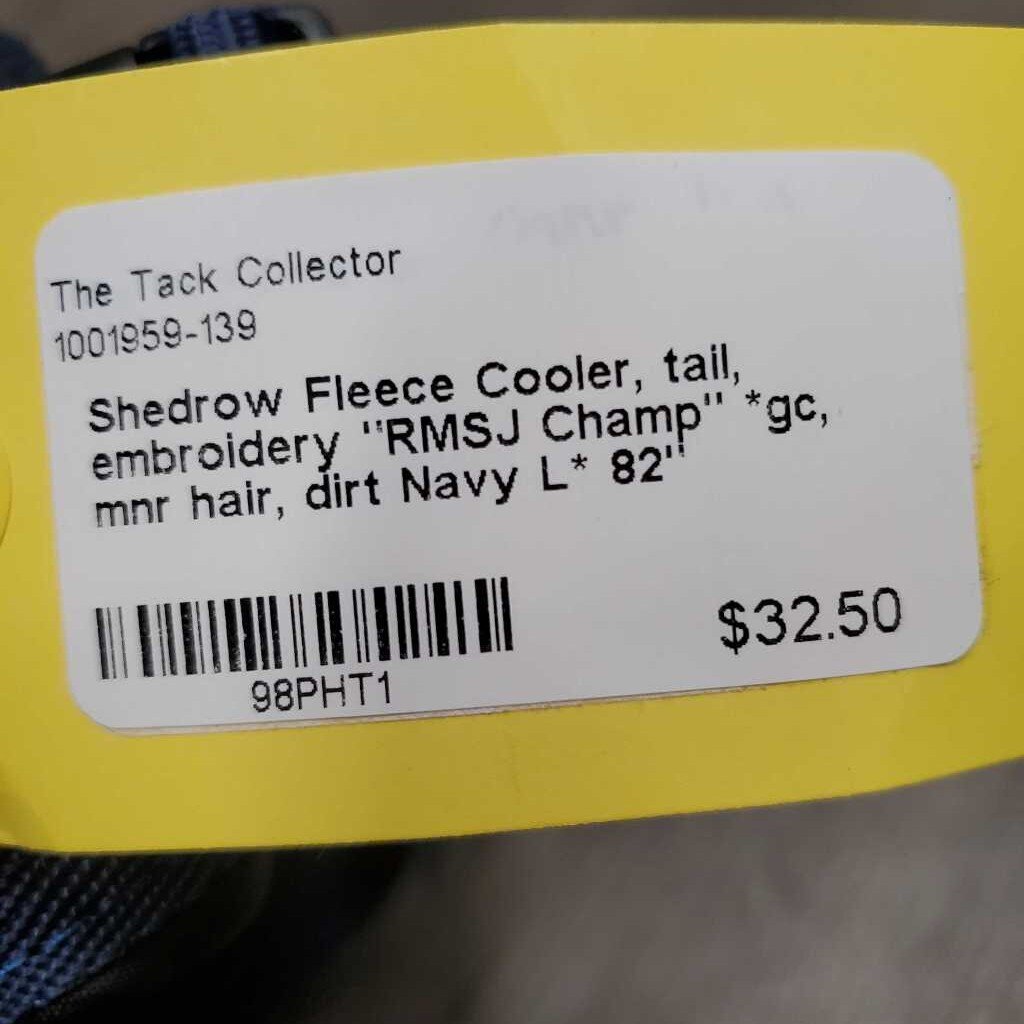 The Tack Collector
1001959-139
Shedrow Fleece Cooler, tail,
embroidery "RMSJ Champ" *gc,
mnr hair, dirt Navy L* 82"
98PHT1
$32.50